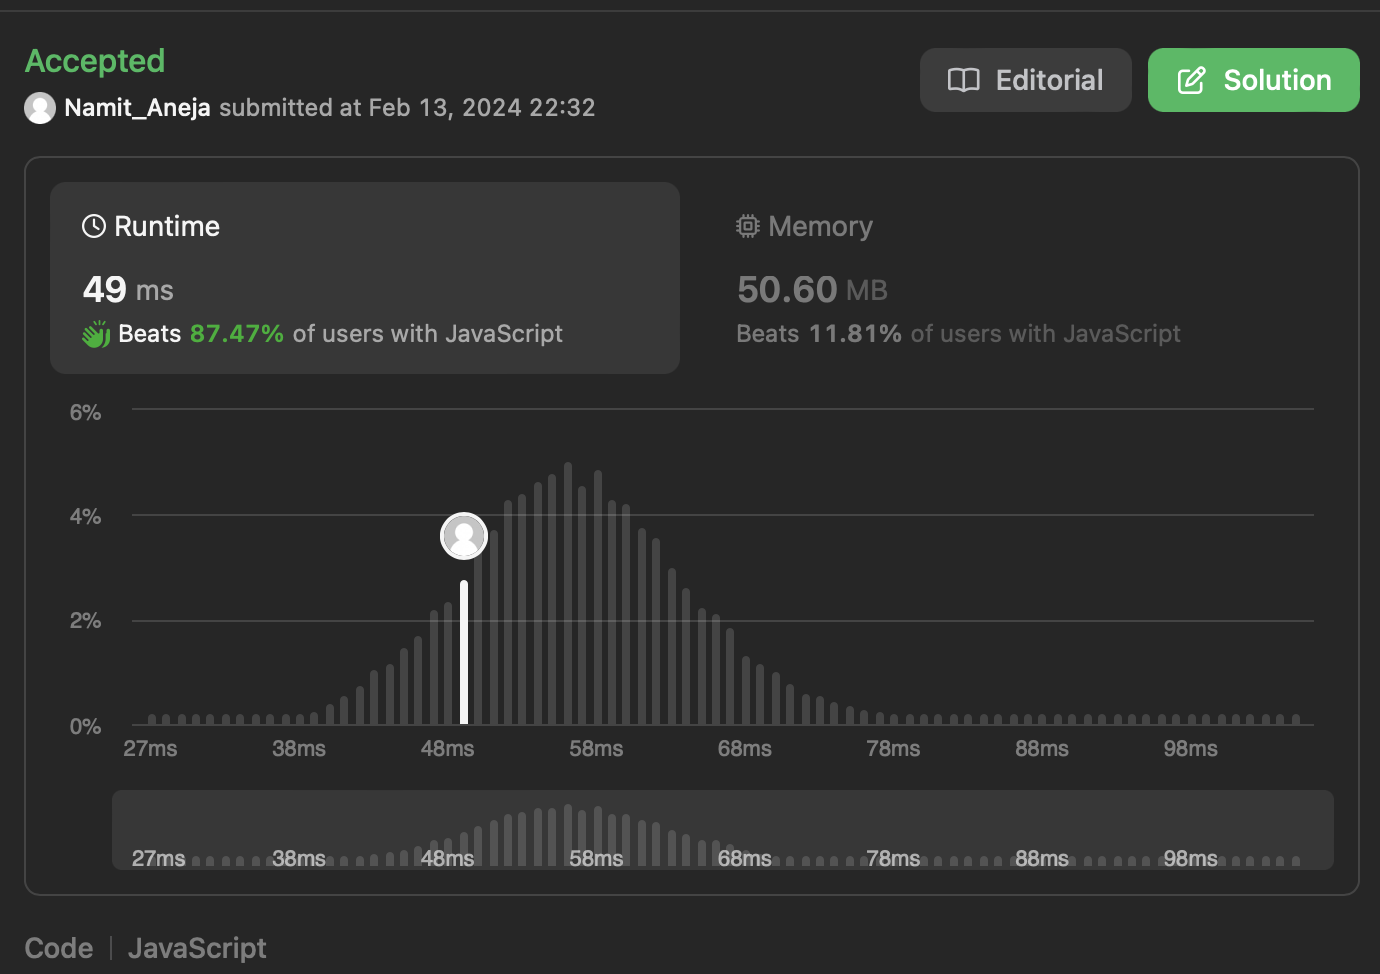 Accepted
Namit_Aneja submitted at Feb 13, 2024 22:32
Editorial
Solution
Runtime
49 ms
Beats 87.47% of users with JavaScript
Memory
50.60 MB
Beats 11.81% of users with JavaScript
6%
4%
2%
0%
27ms 38ms 48ms 58ms 68ms 78ms 88ms 98ms
27ms 38ms 48ms 58ms 68ms 78ms 88ms 98ms
Code | JavaScript